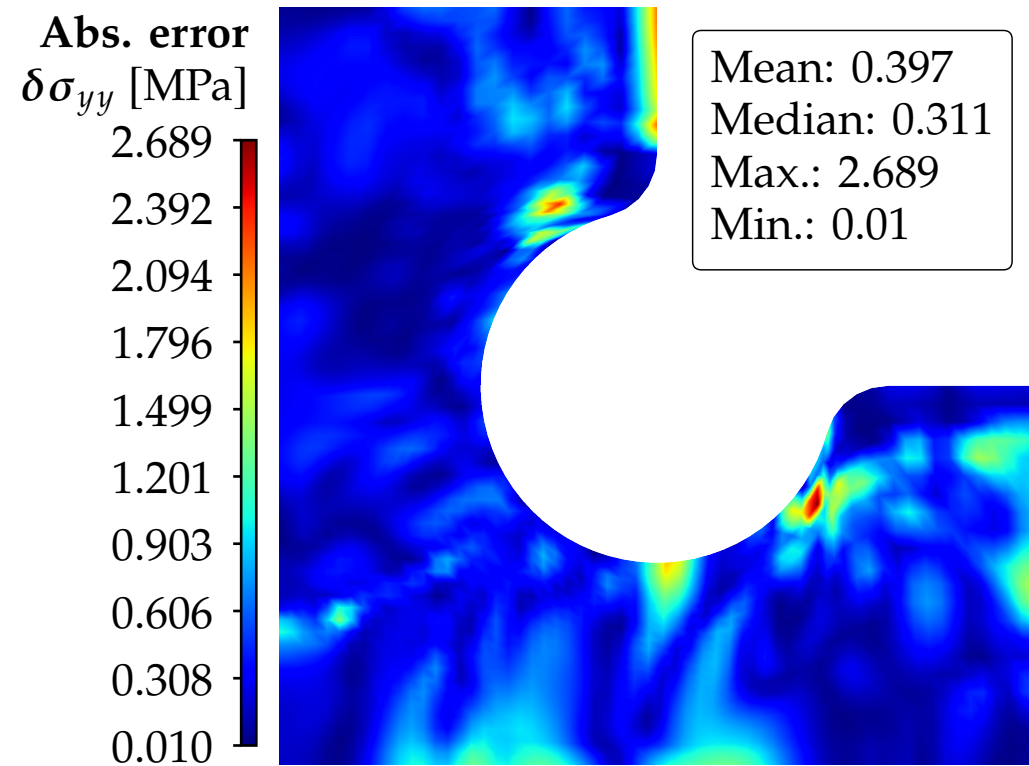 Abs. error
δσyy [MPa]
2.689
2.392
2.094
1.796
1.499
1.201
0.903
0.606
0.308
0.010
Mean: 0.397
Median: 0.311
Max.: 2.689
Min.: 0.01